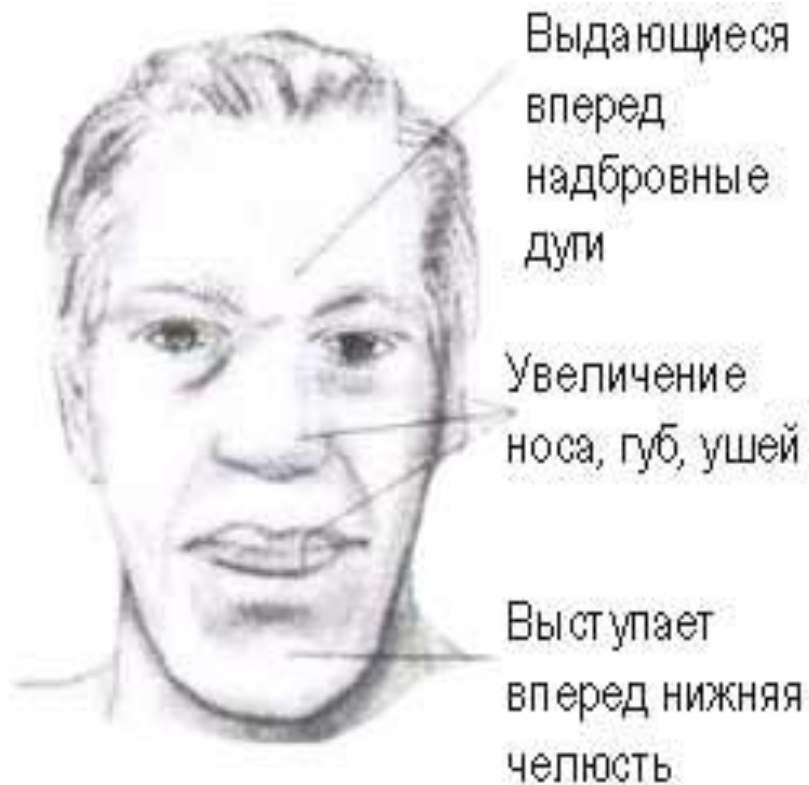 Выдающиеся
вперед
надбровные
дуги
Увеличение
носа, губ, ушей
Выступает
вперед нижняя
челюсть